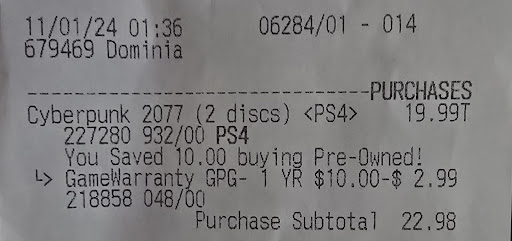 11/01/24 01:36 06284/01 - 014
679469 Dominia
--------------------------------PURCHASES
Cyberpunk 2077 (2 discs) <PS4> 19.99T
227280 932/00 PS4
You Saved 10.00 buying Pre-Owned!
↳> GameWarranty GPG- 1 YR $10.00-$ 2.99
218858 048/00
Purchase Subtotal 22.98